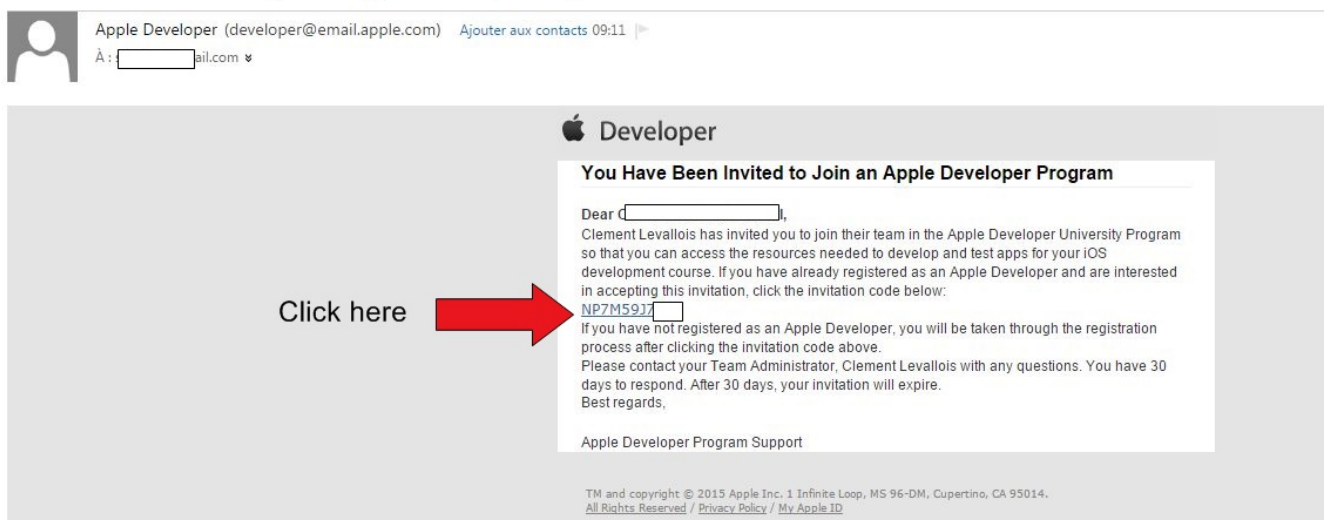 Apple Developer (developer@email.apple.com) Ajouter aux contacts 09:11
À : ail.com
Developer
You Have Been Invited to Join an Apple Developer Program
Dear
Clement Levallois has invited you to join their team in the Apple Developer University Program
so that you can access the resources needed to develop and test apps for your iOS
development course. If you have already registered as an Apple Developer and are interested
in accepting this invitation, click the invitation code below:
Click here
NP7M59J7
If you have not registered as an Apple Developer, you will be taken through the registration
process after clicking the invitation code above.
Please contact your Team Administrator, Clement Levallois with any questions. You have 30
days to respond. After 30 days, your invitation will expire.
Best regards,
Apple Developer Program Support
TM and copyright © 2015 Apple Inc. 1 Infinite Loop, MS 96-DM, Cupertino, CA 95014.
All Rights Reserved / Privacy Policy / My Apple ID